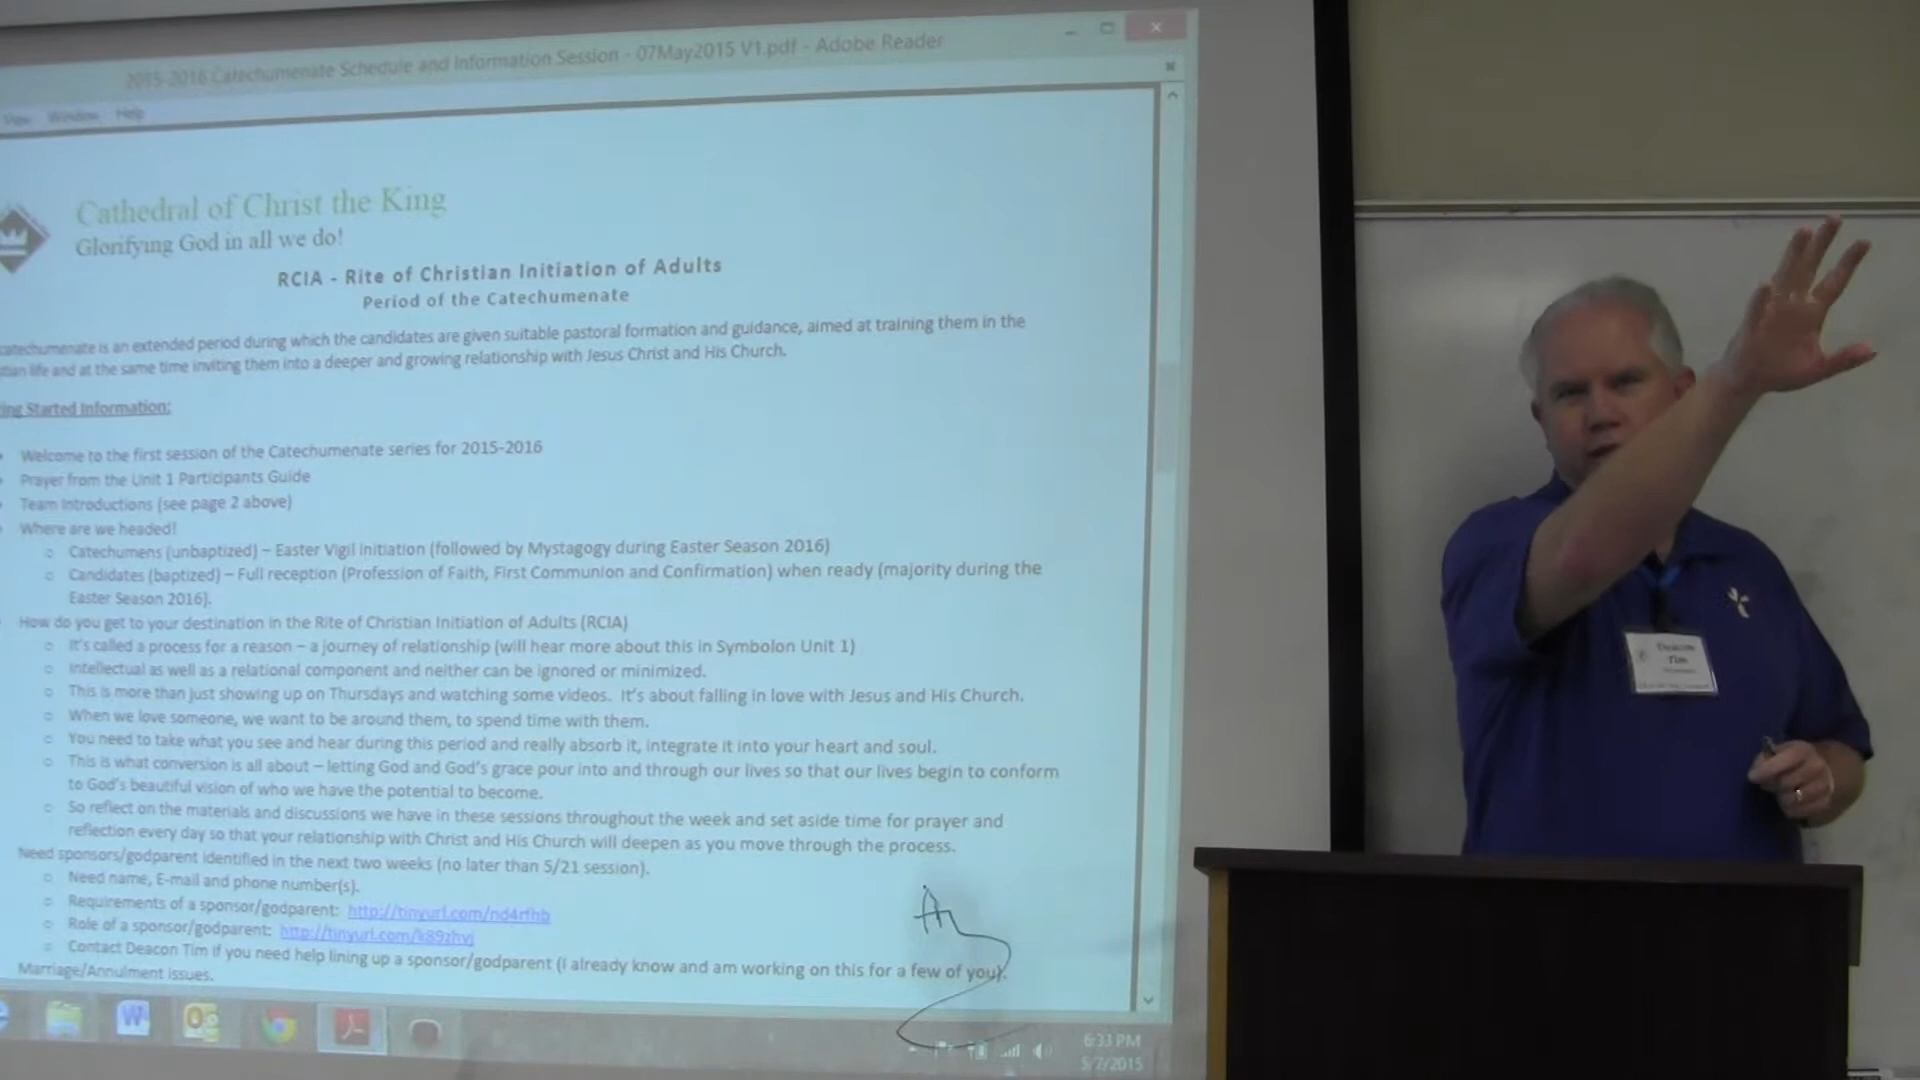 2015-2016 Catechumenate Schedule and Information Session - 07May2015 V1.pdf - Adobe Reader
View Window Help
Cathedral of Christ the King
Glorifying God in all we do!
RCIA - Rite of Christian Initiation of Adults
Period of the Catechumenate
catechumenate is an extended period during which the candidates are given suitable pastoral formation and guidance, aimed at training them in the
stian life and at the same time inviting them into a deeper and growing relationship with Jesus Christ and His Church.
ing Started Information:
Welcome to the first session of the Catechumenate series for 2015-2016
Prayer from the Unit 1 Participants Guide
Team Introductions (see page 2 above)
Where are we headed!
Catechumens (unbaptized) – Easter Vigil Initiation (followed by Mystagogy during Easter Season 2016)
Candidates (baptized) – Full reception (Profession of Faith, First Communion and Confirmation) when ready (majority during the
Easter Season 2016).
How do you get to your destination in the Rite of Christian Initiation of Adults (RCIA)
It's called a process for a reason – a journey of relationship (will hear more about this in Symbolon Unit 1)
Intellectual as well as a relational component and neither can be ignored or minimized.
This is more than just showing up on Thursdays and watching some videos. It's about falling in love with Jesus and His Church.
When we love someone, we want to be around them, to spend time with them.
You need to take what you see and hear during this period and really absorb it, integrate it into your heart and soul.
This is what conversion is all about – letting God and God's grace pour into and through our lives so that our lives begin to conform
to God's beautiful vision of who we have the potential to become.
So reflect on the materials and discussions we have in these sessions throughout the week and set aside time for prayer and
reflection every day so that your relationship with Christ and His Church will deepen as you move through the process.
Need sponsors/godparent identified in the next two weeks (no later than 5/21 session).
Need name, E-mail and phone number(s).
Requirements of a sponsor/godparent: http://tinyurl.com/nd4rfhb
Role of a sponsor/godparent: http://tinyurl.com/k89zhvj
Contact Deacon Tim if you need help lining up a sponsor/godparent (I already know and am working on this for a few of you).
Marriage/Annulment issues.
6:33 PM
5/7/2015
Deacon
Tim